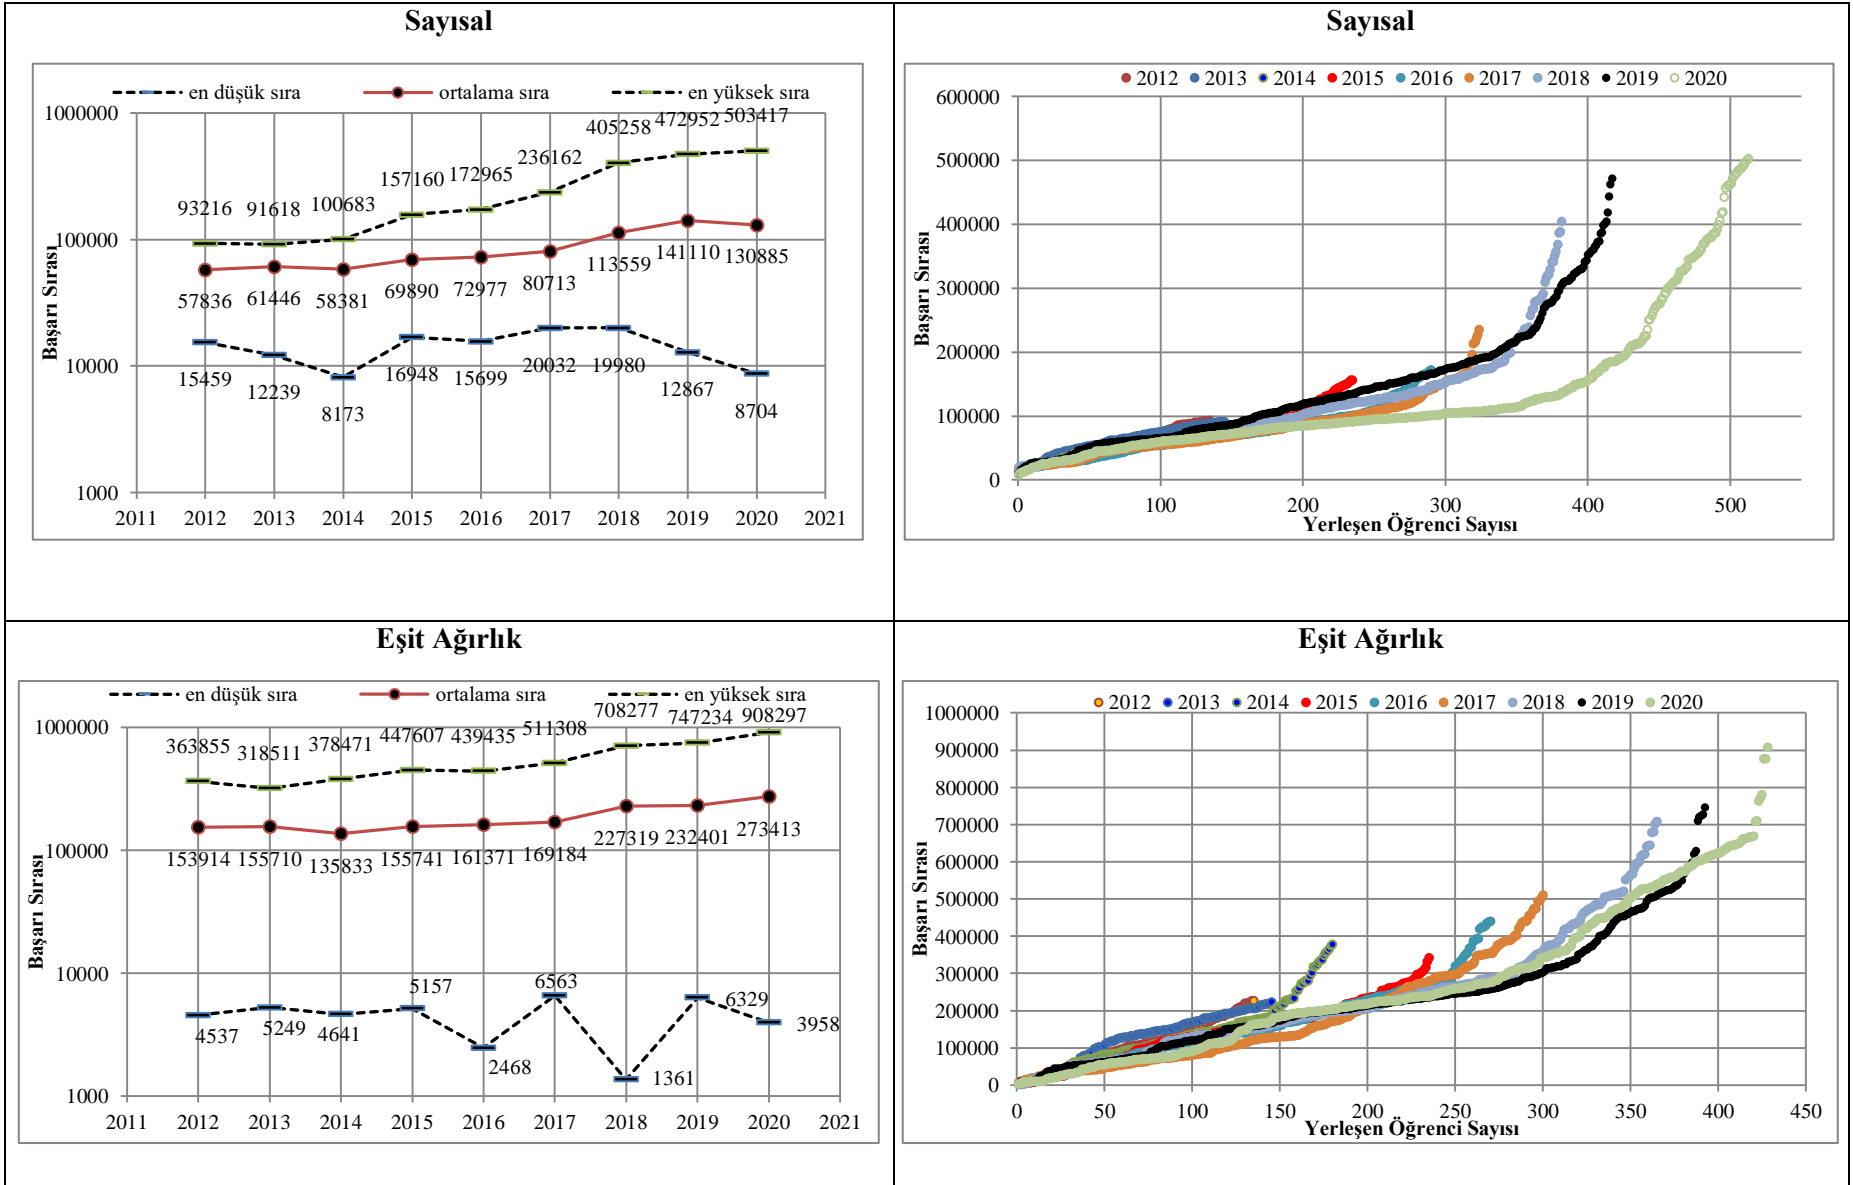 Sayısal
en düşük sıra ortalama sıra en yüksek sıra
1000000
100000
10000
1000
Başarı Sırası
93216 91618 100683 157160 172965 236162 405258 472952 503417
57836 61446 58381 69890 72977 80713 113559 141110 130885
15459 12239 8173 16948 15699 20032 19980 12867 8704
2011 2012 2013 2014 2015 2016 2017 2018 2019 2020 2021
Sayısal
2012 2013 2014 2015 2016 2017 2018 2019 2020
600000
500000
400000
300000
200000
100000
0
Başarı Sırası
0 100 200 300 400 500
Yerleşen Öğrenci Sayısı
Eşit Ağırlık
en düşük sıra ortalama sıra en yüksek sıra
1000000
100000
10000
1000
Başarı Sırası
363855 318511 378471 447607 439435 511308 708277 747234 908297
153914 155710 135833 155741 161371 169184 227319 232401 273413
4537 5249 4641 5157 2468 6563 1361 6329 3958
2011 2012 2013 2014 2015 2016 2017 2018 2019 2020 2021
Eşit Ağırlık
2012 2013 2014 2015 2016 2017 2018 2019 2020
1000000
900000
800000
700000
600000
500000
400000
300000
200000
100000
0
Başarı Sırası
0 50 100 150 200 250 300 350 400 450
Yerleşen Öğrenci Sayısı